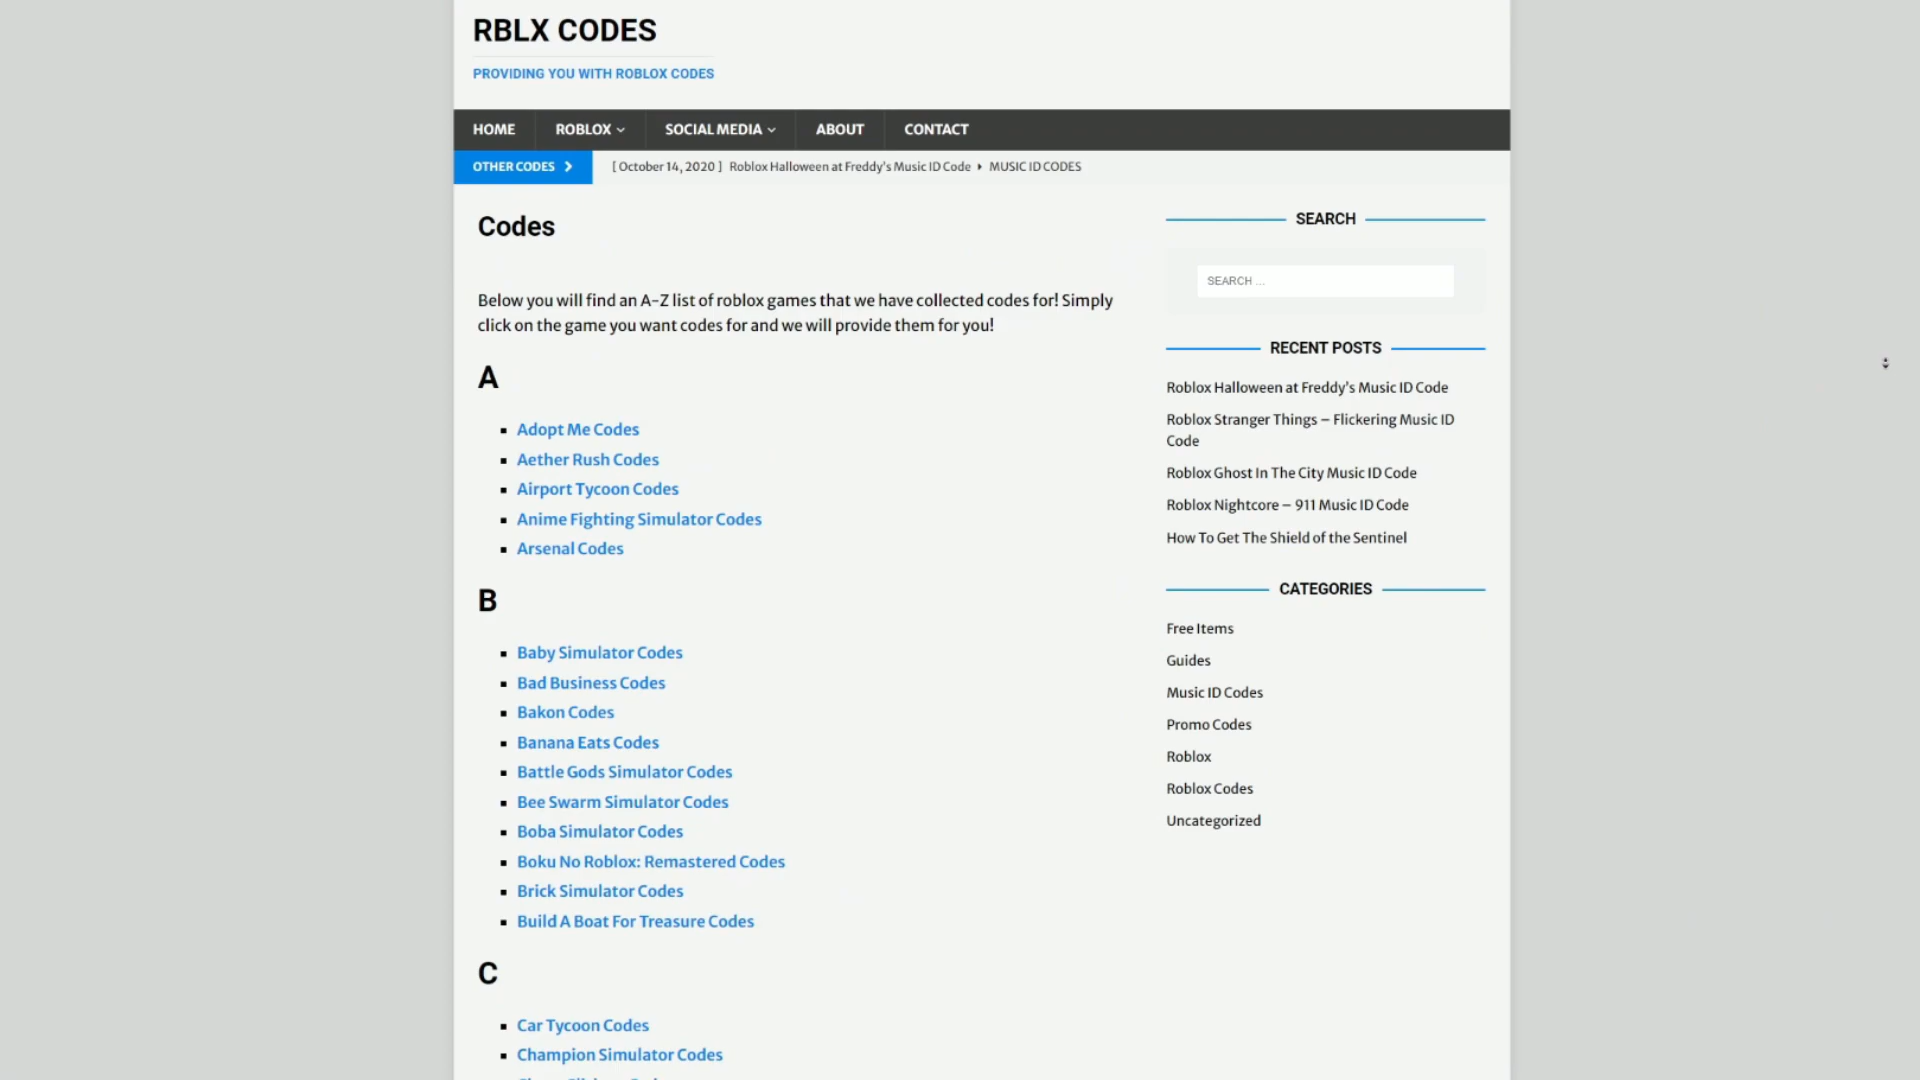 RBLX CODES
PROVIDING YOU WITH ROBLOX CODES
HOME ROBLOX SOCIAL MEDIA ABOUT CONTACT
OTHER CODES [ October 14, 2020 ] Roblox Halloween at Freddy's Music ID Code MUSIC ID CODES
Codes
Below you will find an A-Z list of roblox games that we have collected codes for! Simply
click on the game you want codes for and we will provide them for you!
A
Adopt Me Codes
Aether Rush Codes
Airport Tycoon Codes
Anime Fighting Simulator Codes
Arsenal Codes
B
Baby Simulator Codes
Bad Business Codes
Bakon Codes
Banana Eats Codes
Battle Gods Simulator Codes
Bee Swarm Simulator Codes
Boba Simulator Codes
Boku No Roblox: Remastered Codes
Brick Simulator Codes
Build A Boat For Treasure Codes
C
Car Tycoon Codes
Champion Simulator Codes
SEARCH
SEARCH ...
RECENT POSTS
Roblox Halloween at Freddy's Music ID Code
Roblox Stranger Things – Flickering Music ID
Code
Roblox Ghost In The City Music ID Code
Roblox Nightcore – 911 Music ID Code
How To Get The Shield of the Sentinel
CATEGORIES
Free Items
Guides
Music ID Codes
Promo Codes
Roblox
Roblox Codes
Uncategorized